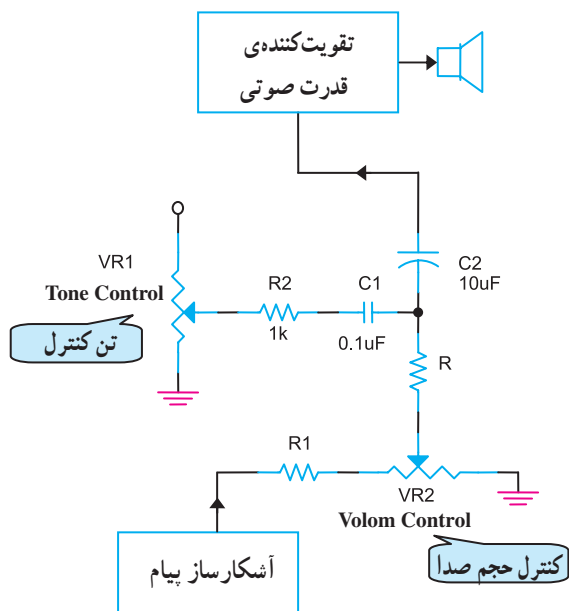 تقویت‌کننده‌ی
قدرت صوتی
VR1
Tone Control
تن کنترل
R2
1k
C1
0.1uF
C2
10uF
R
R1
VR2
Volom Control
کنترل حجم صدا
آشکارساز پیام